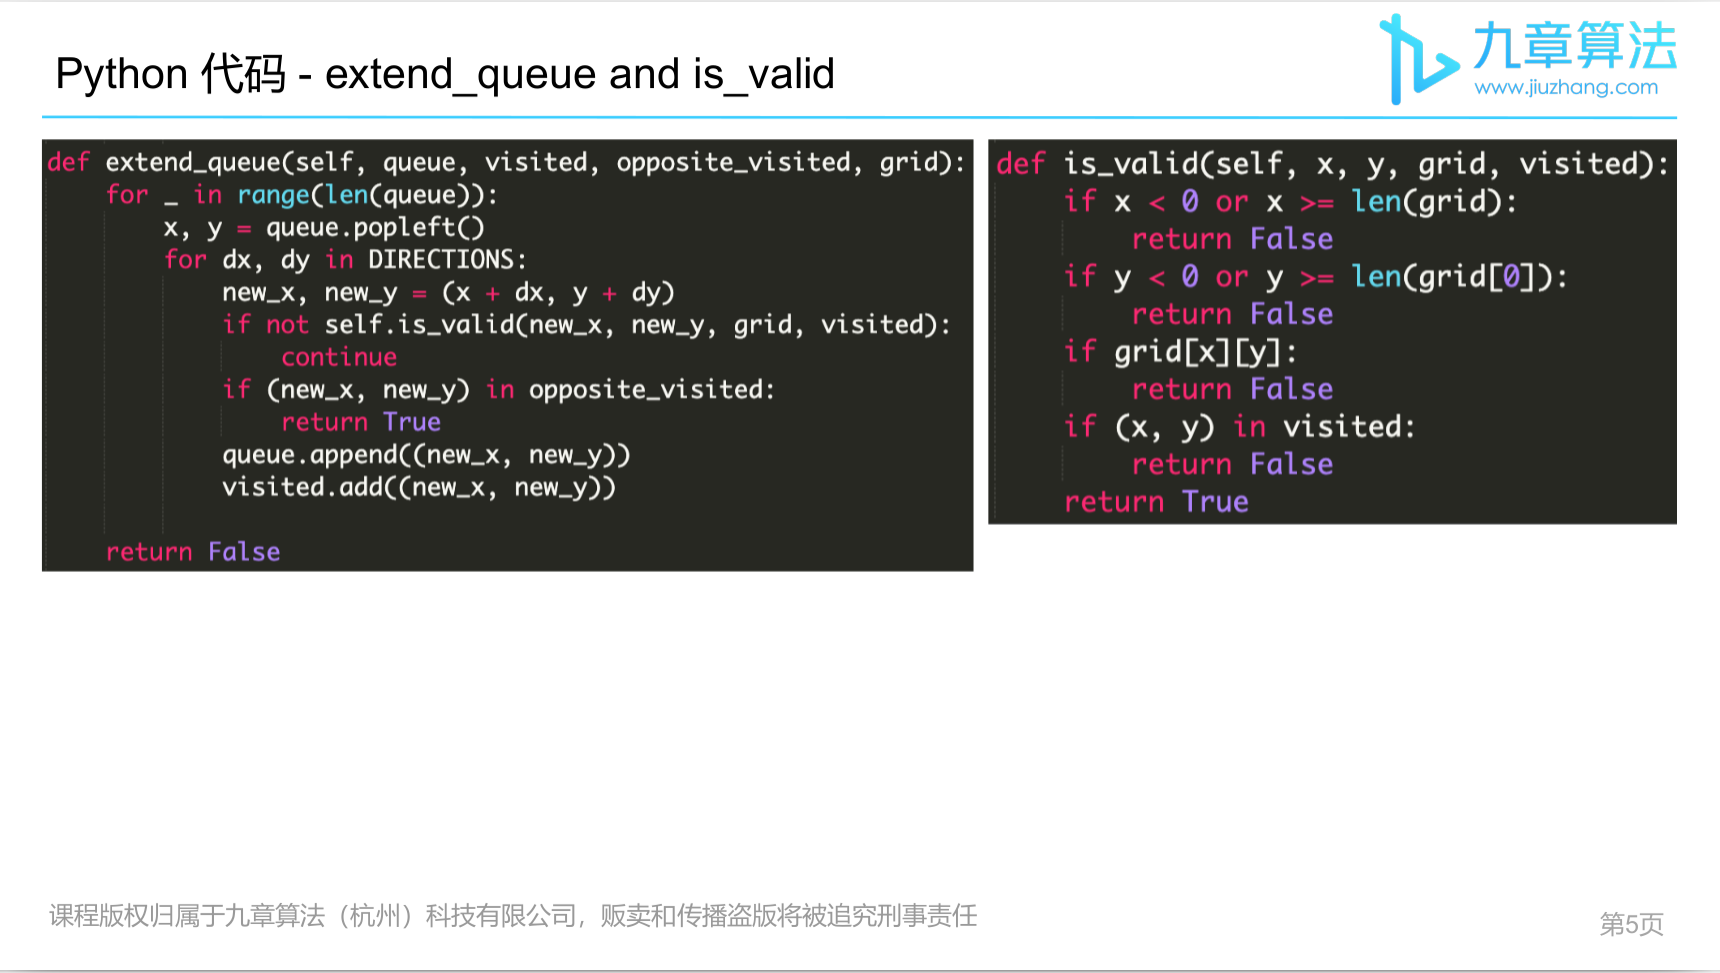 Python 代码 - extend_queue and is_valid
九章算法
www.jiuzhang.com
def extend_queue(self, queue, visited, opposite_visited, grid):
    for _ in range(len(queue)):
        x, y = queue.popleft()
        for dx, dy in DIRECTIONS:
            new_x, new_y = (x + dx, y + dy)
            if not self.is_valid(new_x, new_y, grid, visited):
                continue
            if (new_x, new_y) in opposite_visited:
                return True
            queue.append((new_x, new_y))
            visited.add((new_x, new_y))
    return False
def is_valid(self, x, y, grid, visited):
    if x < 0 or x >= len(grid):
        return False
    if y < 0 or y >= len(grid[0]):
        return False
    if grid[x][y]:
        return False
    if (x, y) in visited:
        return False
    return True
课程版权归属于九章算法（杭州）科技有限公司，贩卖和传播盗版将被追究刑事责任
第5页